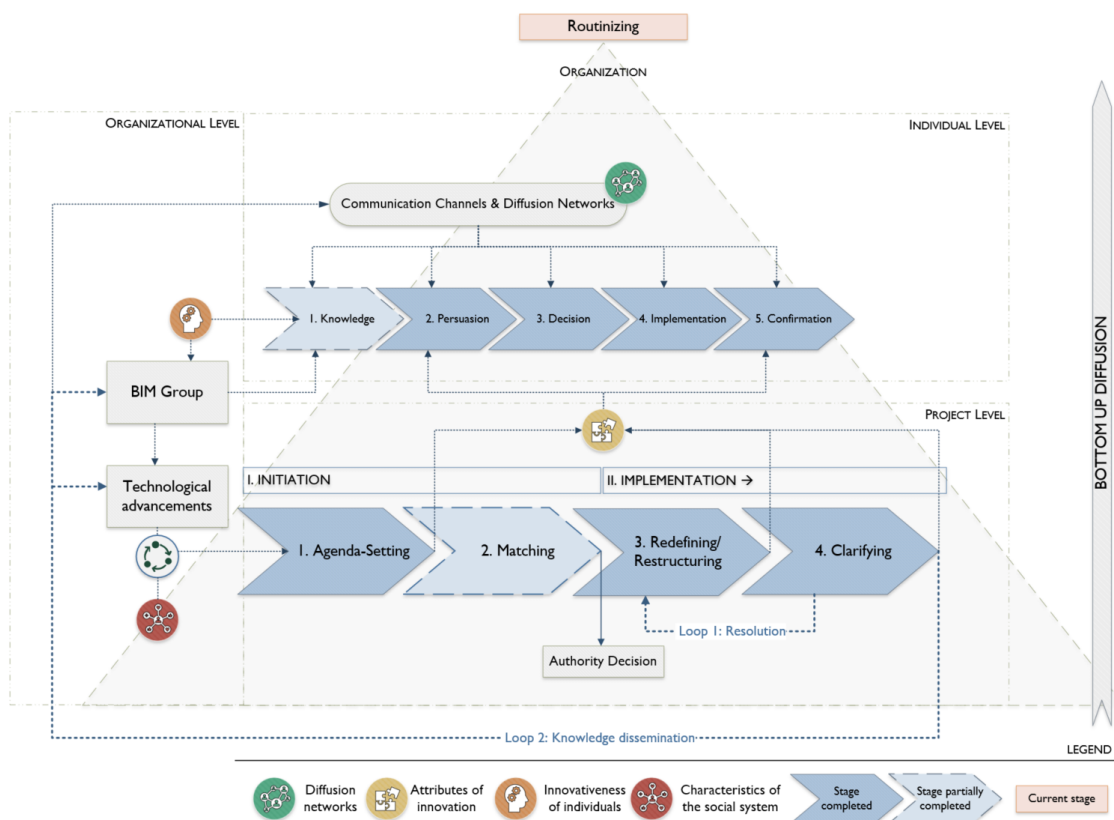 Routinizing
ORGANIZATION
ORGANIZATIONAL LEVEL
INDIVIDUAL LEVEL
Communication Channels & Diffusion Networks
1. Knowledge
2. Persuasion
3. Decision
4. Implementation
5. Confirmation
BIM Group
PROJECT LEVEL
Technological
advancements
I. INITIATION
II. IMPLEMENTATION →
1. Agenda-Setting
2. Matching
3. Redefining/
Restructuring
4. Clarifying
Loop 1: Resolution
Authority Decision
Loop 2: Knowledge dissemination
BOTTOM UP DIFFUSION
LEGEND
Diffusion
networks
Attributes of
innovation
Innovativeness
of individuals
Characteristics of
the social system
Stage
completed
Stage partially
completed
Current stage